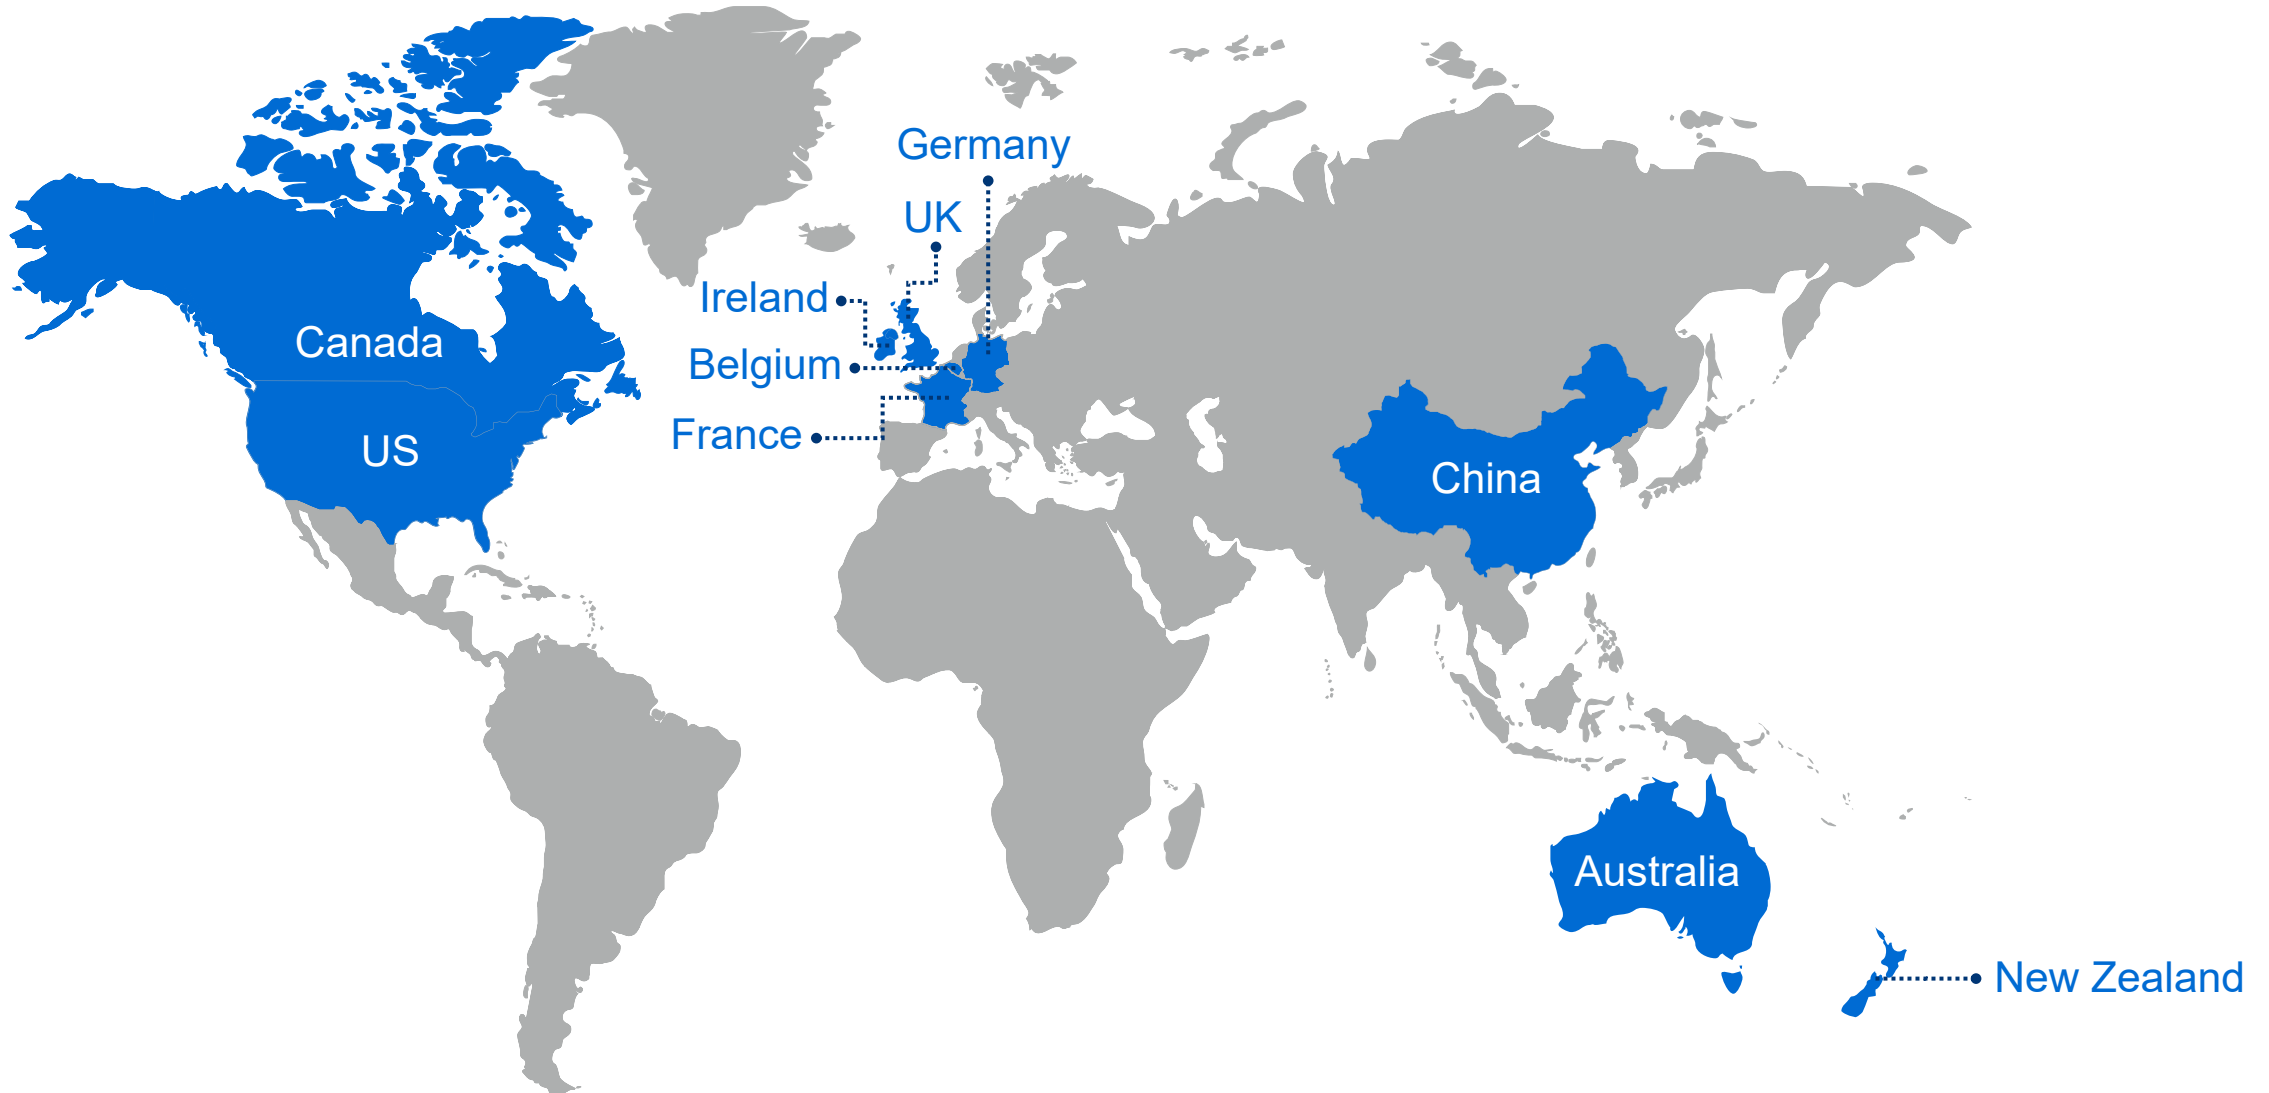 Germany
UK
Ireland
Canada
Belgium
France
US
China
Australia
New Zealand